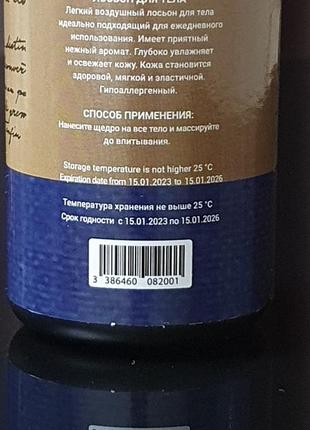 ЛОСЬОН ДЛЯ ТЕЛА
Легкий воздушный лосьон для тела
идеально подходящий для ежедневного
использования. Имеет приятный
нежный аромат. Глубоко увлажняет
и освежает кожу. Кожа становится
здоровой, мягкой и эластичной.
Гипоаллергенный.
СПОСОБ ПРИМЕНЕНИЯ:
Нанесите щедро на все тело и массируйте
до впитывания.
Storage temperature is not higher 25 °C
Expiration date from 15.01.2023 to 15.01.2026
Температура хранения не выше 25 °C
Срок годности с 15.01.2023 по 15.01.2026
3 386460 082001